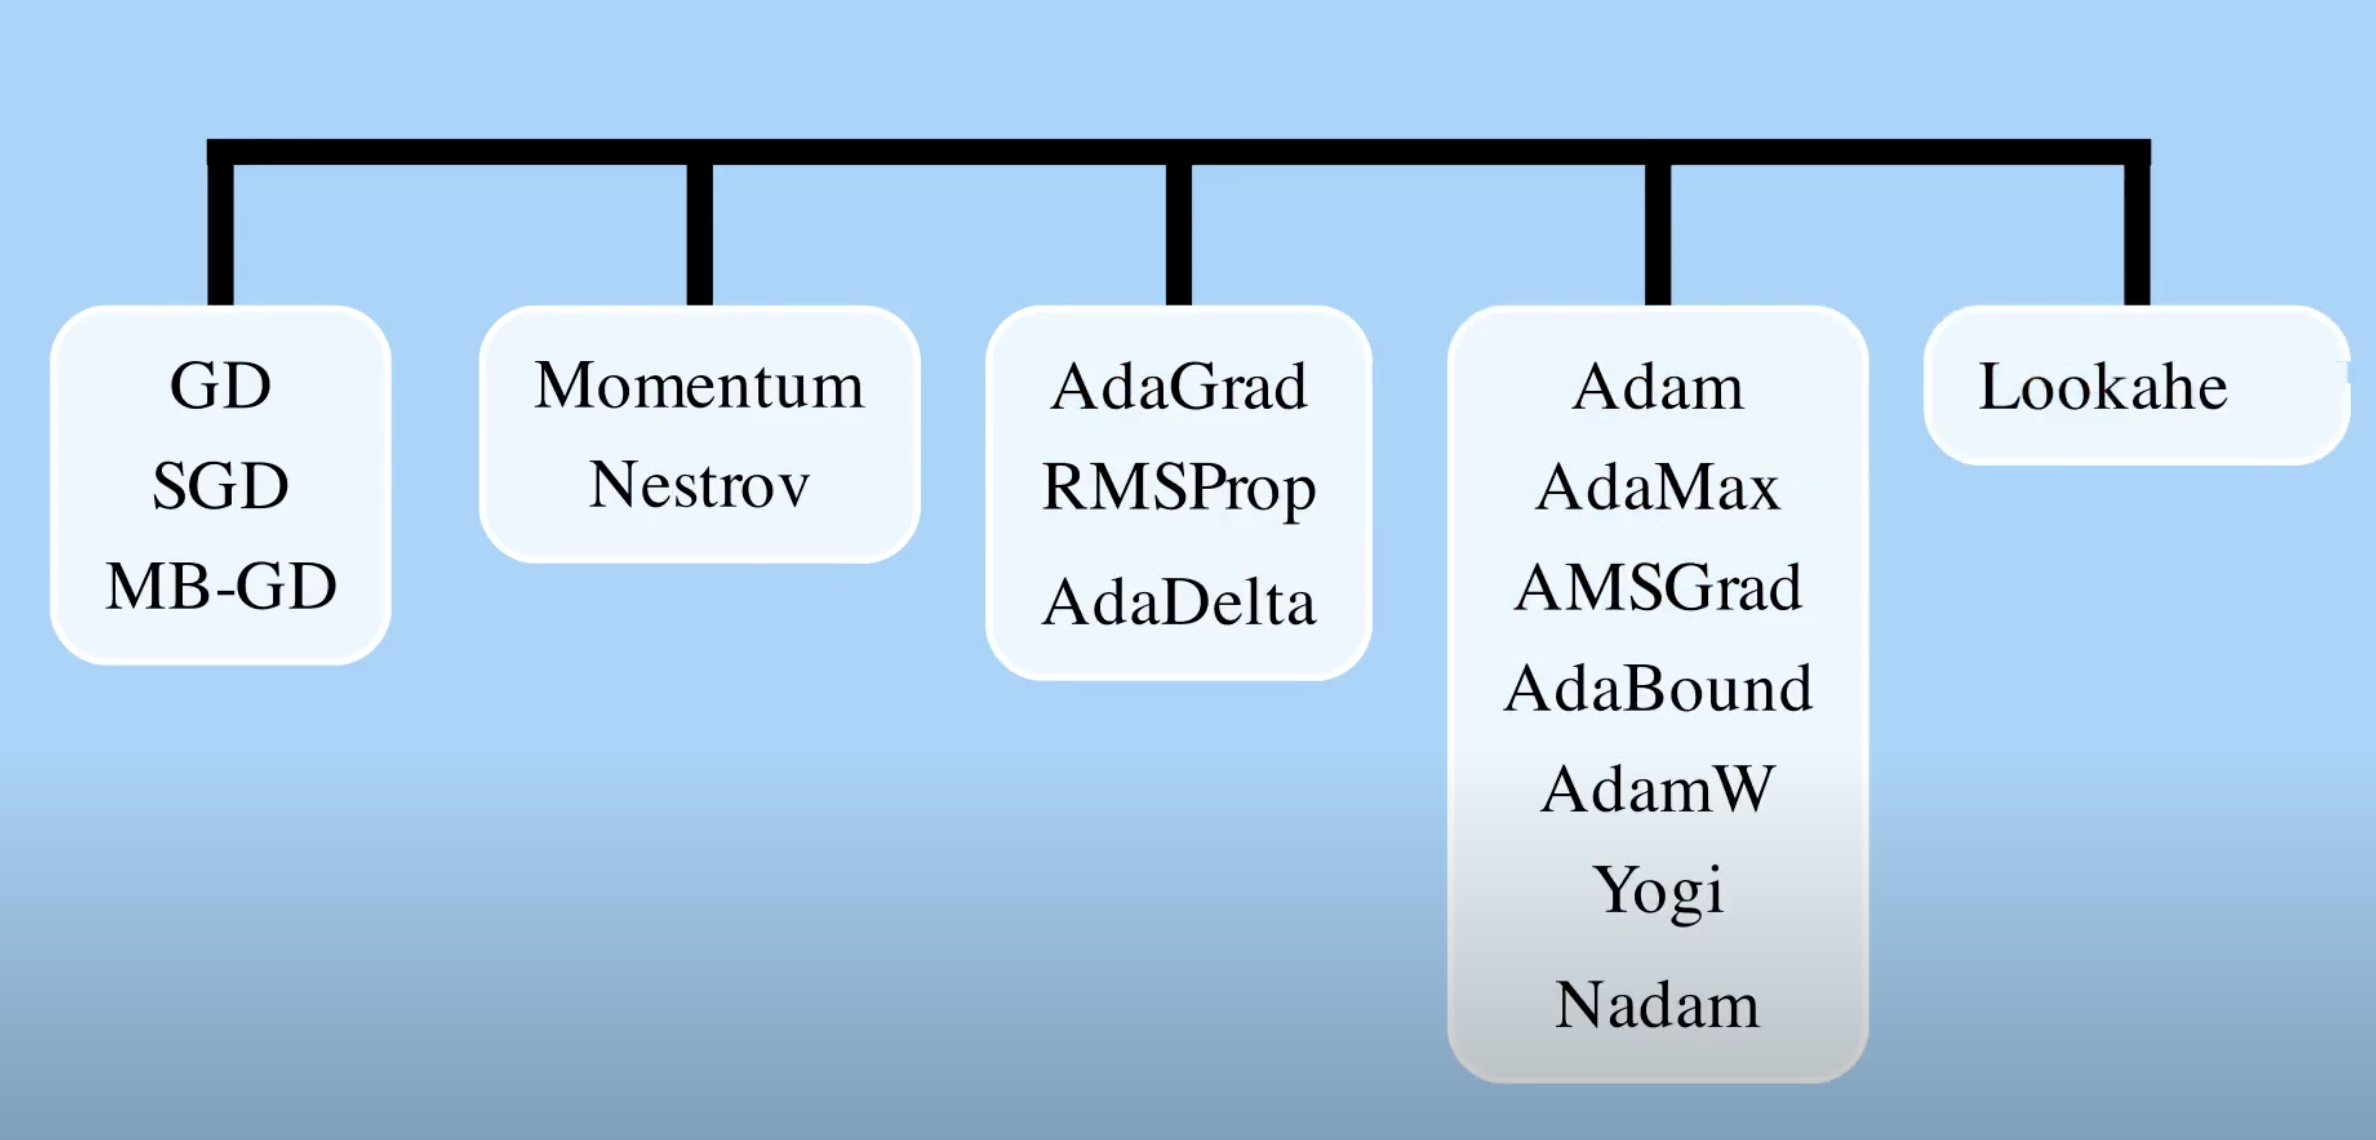 GD
SGD
MB-GD
Momentum
Nestrov
AdaGrad
RMSProp
AdaDelta
Adam
AdaMax
AMSGrad
AdaBound
AdamW
Yogi
Nadam
Lookahe